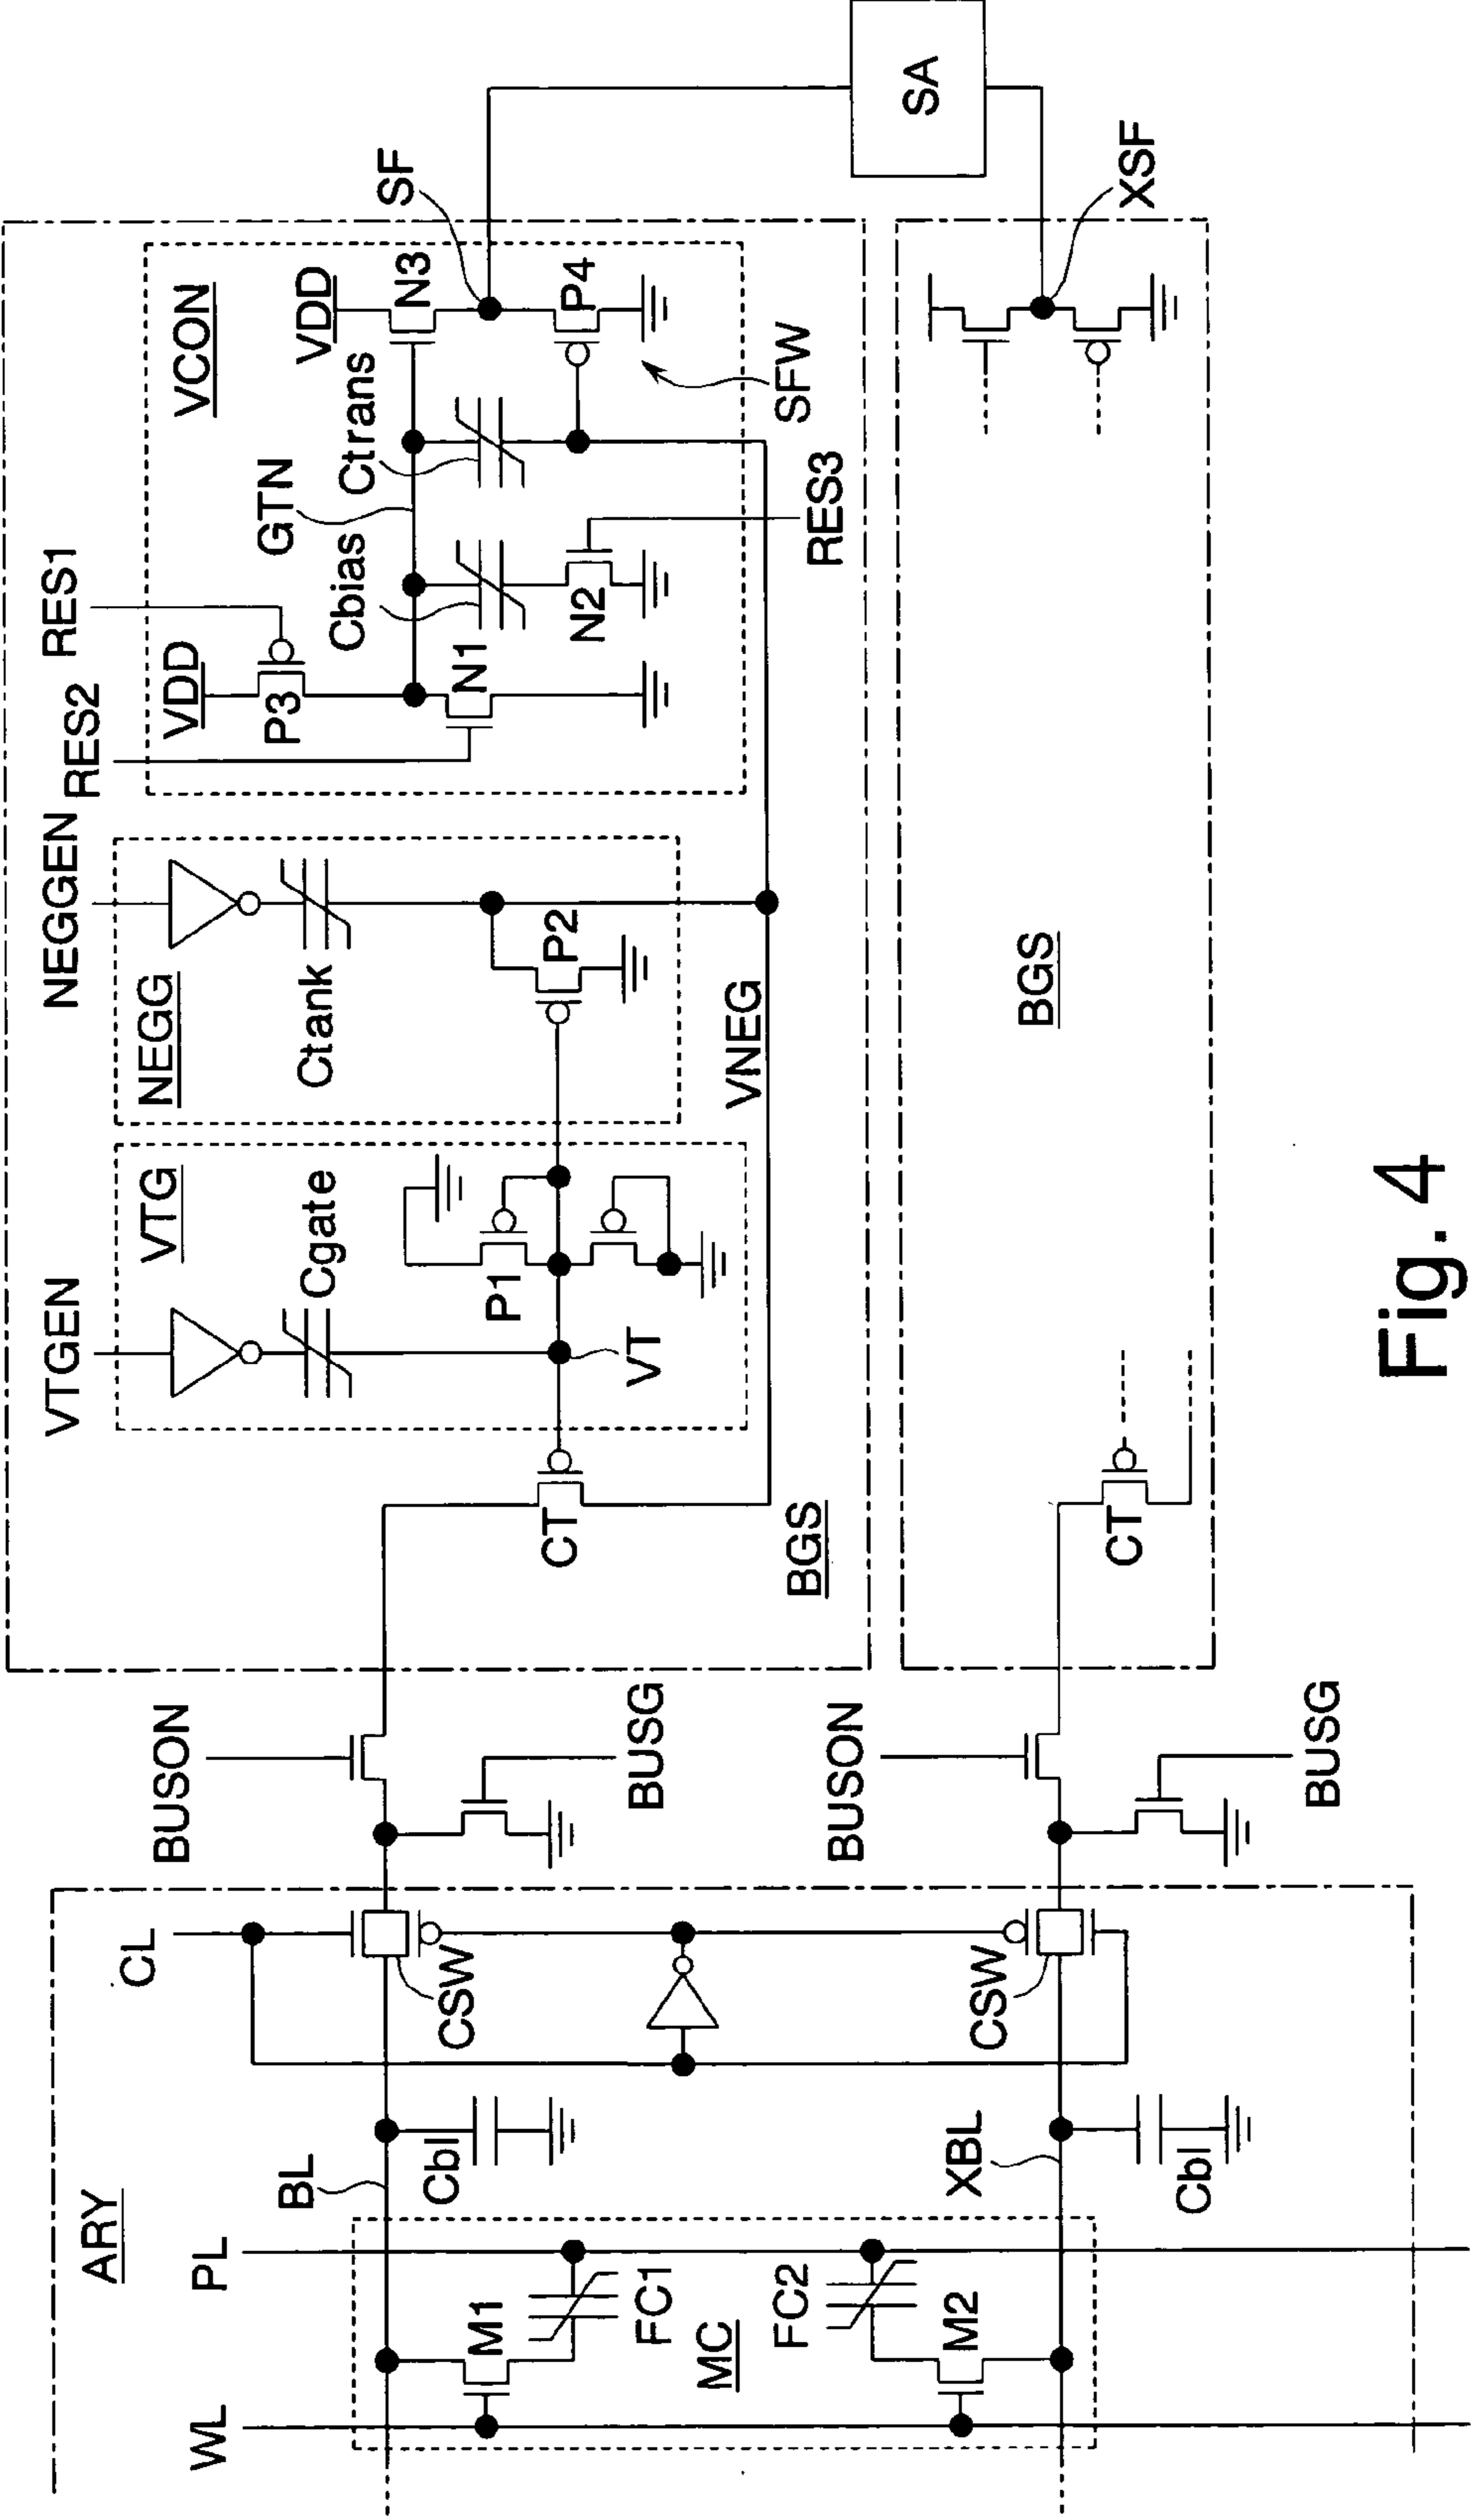 ARY
WL
PL
BL
CL
M1
FC1
MC
FC2
M2
Cbl
CSW
CSW
XBL
Cbl
BUSON
BUSG
BUSON
BUSG
VTGEN
NEGGEN
RES2
RES1
VTG
Cgate
P1
VT
CT
BGS
NEGG
Ctank
P2
VNEG
VCON
VDD
P3
N1
Cbias
GTN
Ctrans
N2
VDD
N3
P4
SFW
RES3
SF
SA
XSF
CT
BGS
Fig. 4